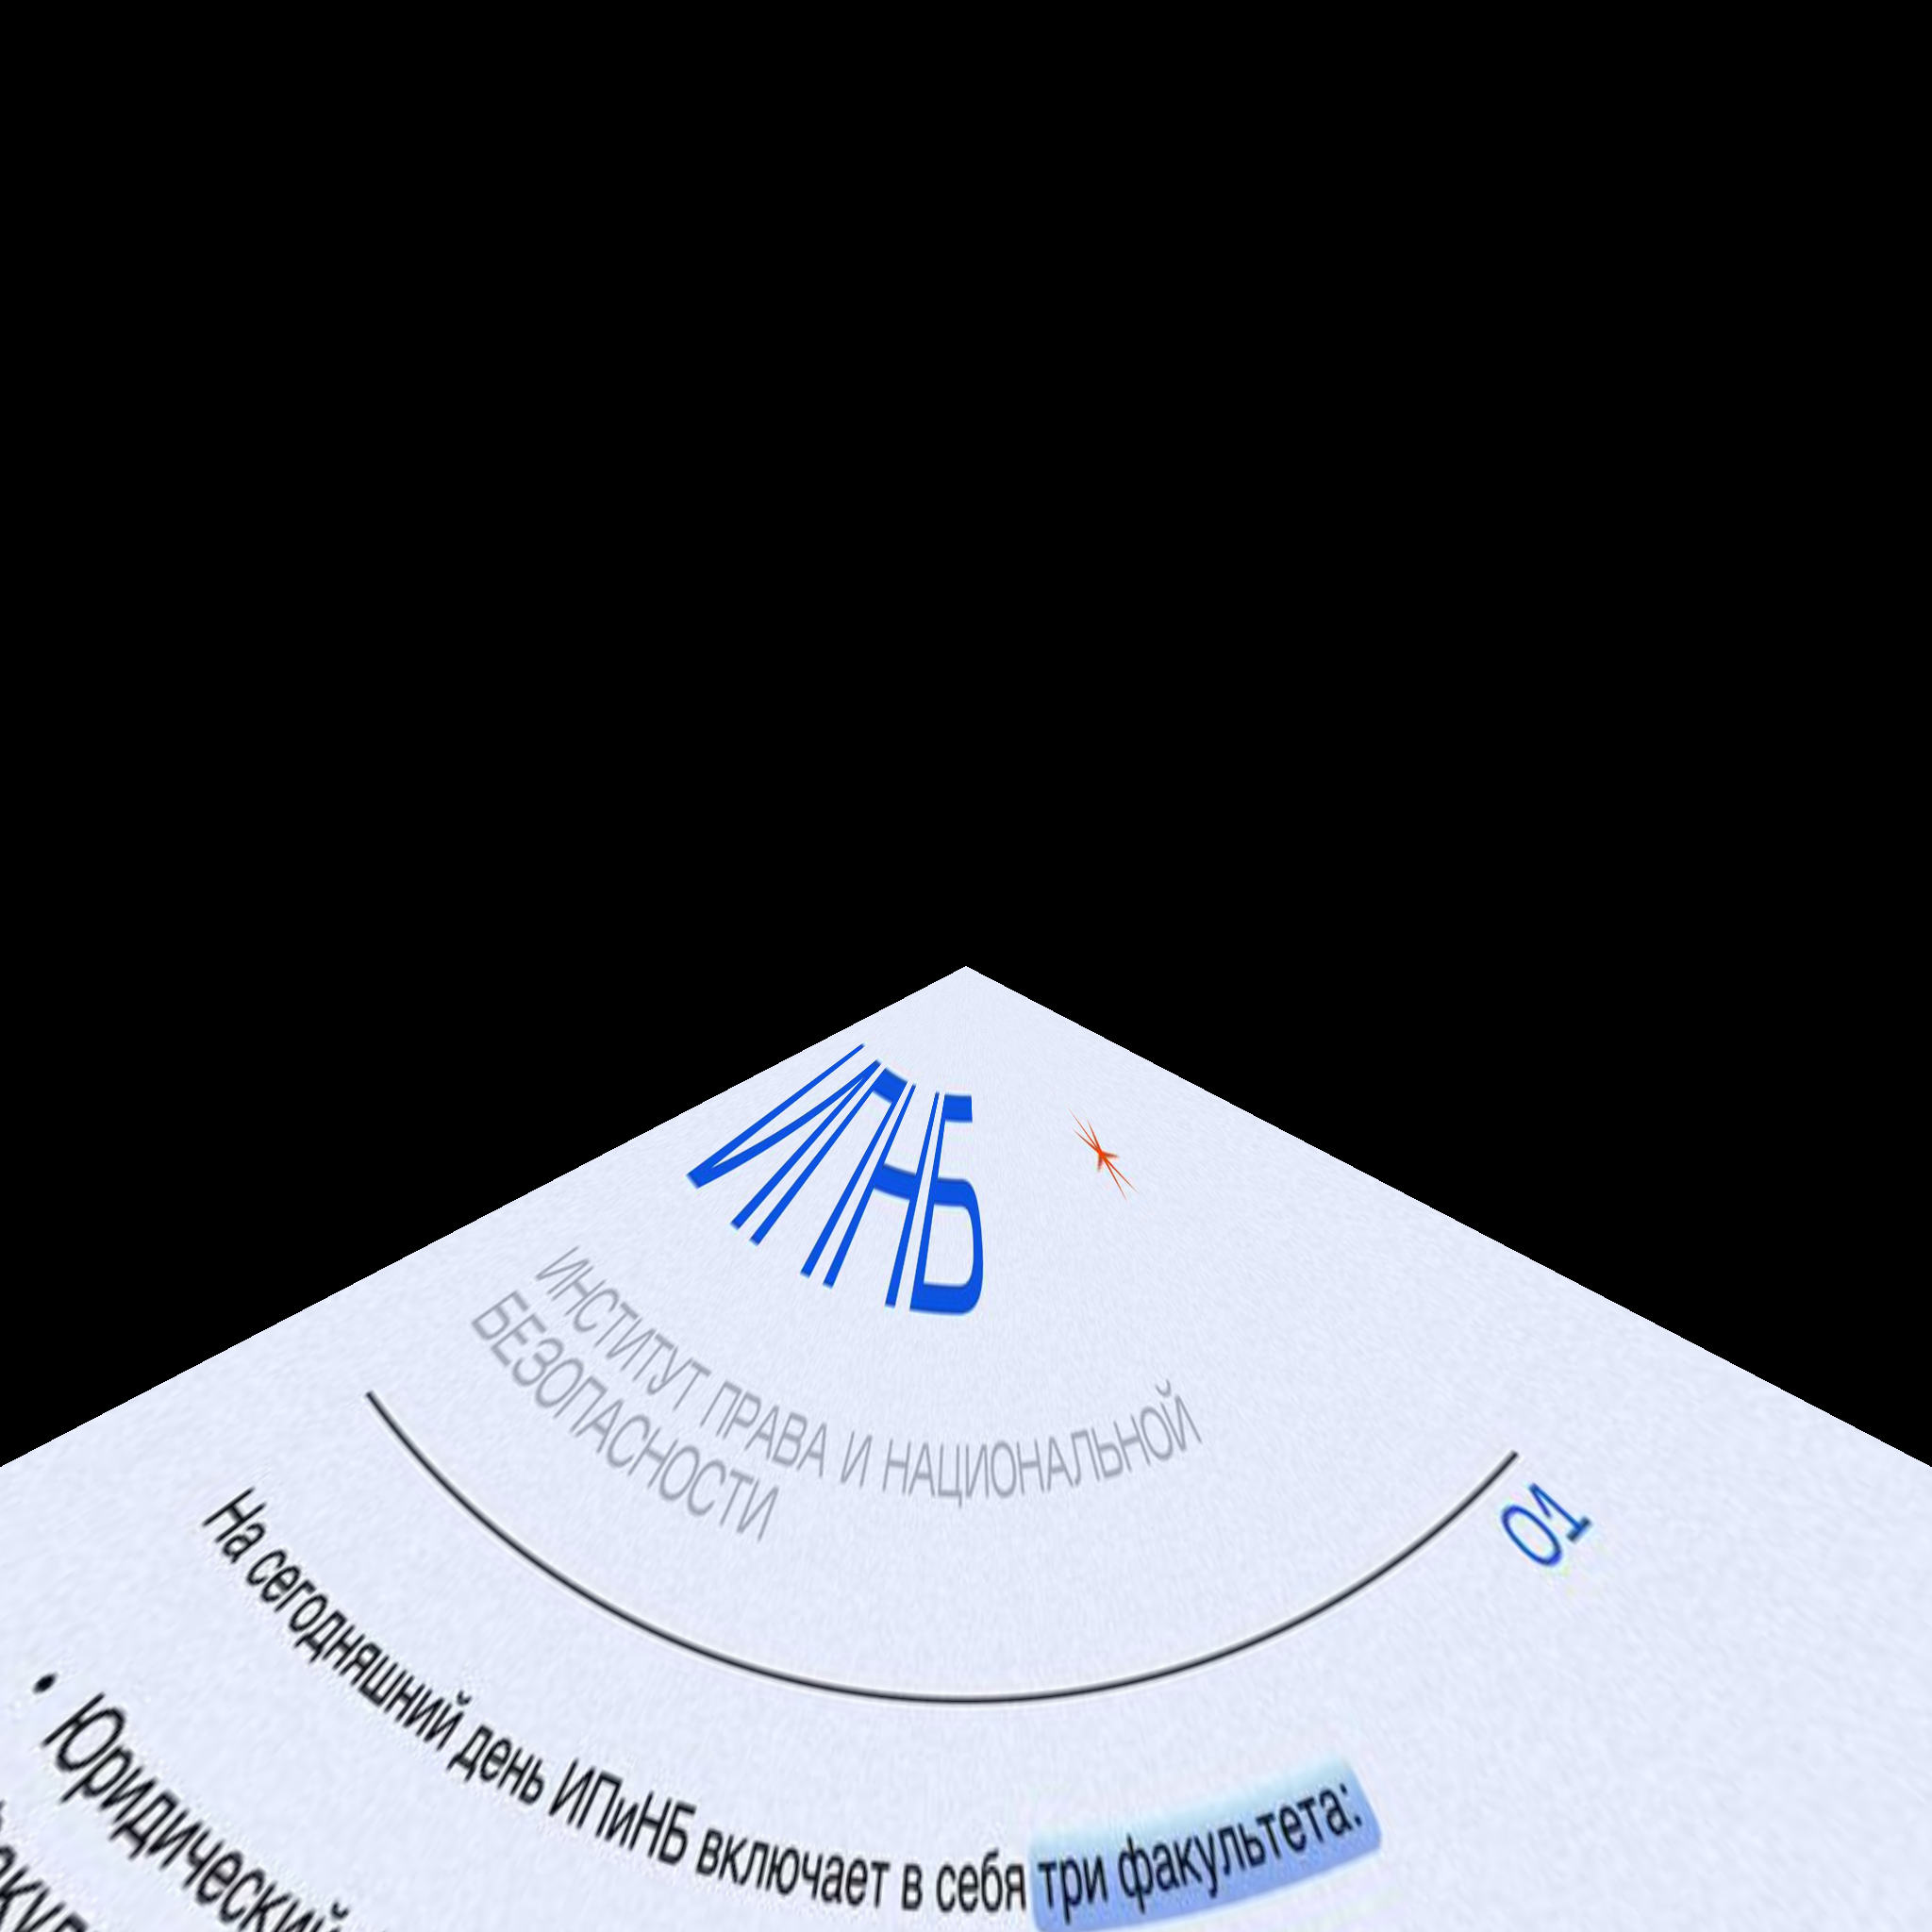 ИПНБ
ИНСТИТУТ ПРАВА И НАЦИОНАЛЬНОЙ
БЕЗОПАСНОСТИ
01
На сегодняшний день ИПиНБ включает в себя три факультета:
• Юридический